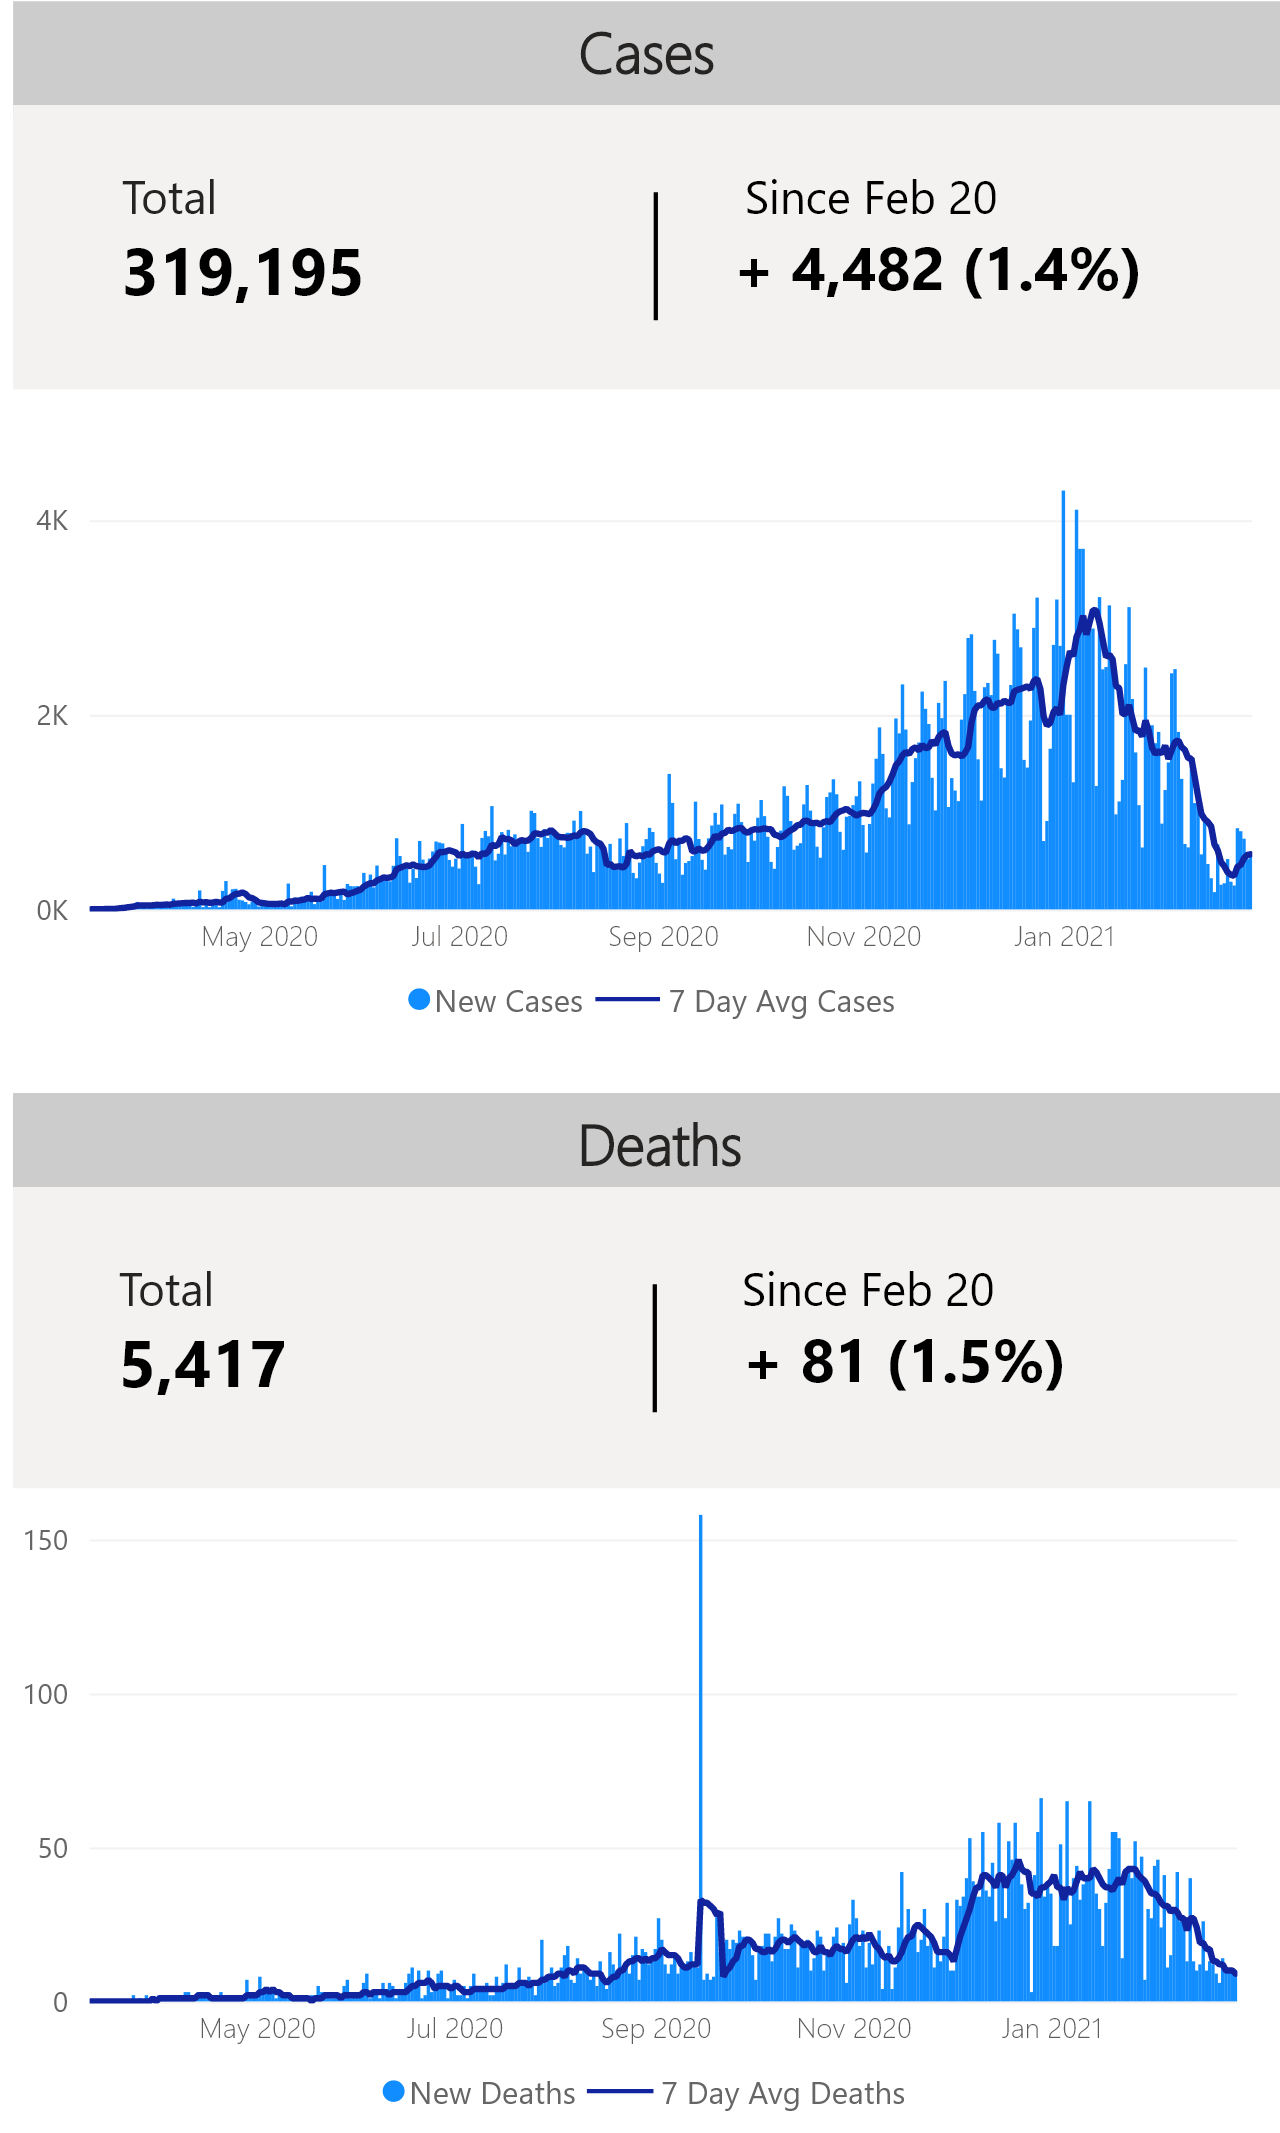 Cases
Total
Since Feb 20
319,195
+ 4,482 (1.4%)
4K
2K
0K
May 2020
Jul 2020
Sep 2020
Nov 2020
Jan 2021
New Cases
7 Day Avg Cases
Deaths
Total
Since Feb 20
5,417
+ 81 (1.5%)
150
100
50
0
May 2020
Jul 2020
Sep 2020
Nov 2020
Jan 2021
New Deaths
7 Day Avg Deaths